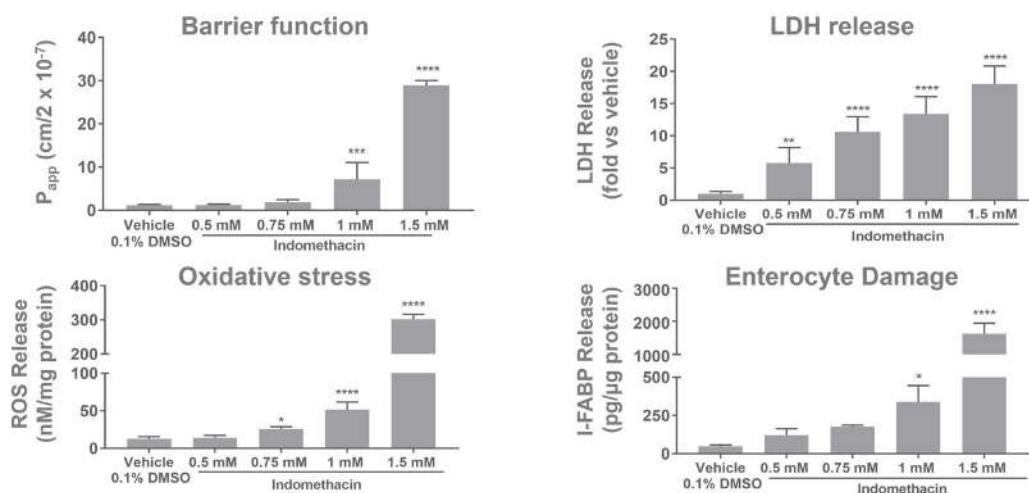 Barrier function
Papp (cm/2 x 10⁻⁷)
40
30
20
10
0
***
****
Vehicle 0.5 mM 0.75 mM 1 mM 1.5 mM
0.1% DMSO Indomethacin
LDH release
LDH Release
(fold vs vehicle)
25
20
15
10
5
0
**
****
****
****
Vehicle 0.5 mM 0.75 mM 1 mM 1.5 mM
0.1% DMSO Indomethacin
Oxidative stress
ROS Release
(nM/mg protein)
400
300
200
100
50
0
*
****
****
Vehicle 0.5 mM 0.75 mM 1 mM 1.5 mM
0.1% DMSO Indomethacin
Enterocyte Damage
I-FABP Release
(pg/µg protein)
3000
2000
1000
500
250
0
*
****
Vehicle 0.5 mM 0.75 mM 1 mM 1.5 mM
0.1% DMSO Indomethacin